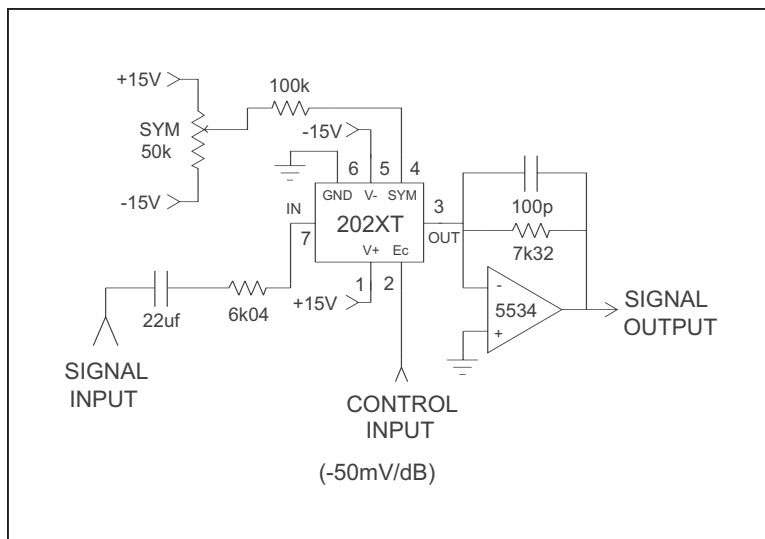 +15V
100k
SYM
50k
-15V
-15V
6 5 4
GND V- SYM
IN
3
202XT
OUT
7
V+ Ec
100p
7k32
1 2
+15V
-
5534
+
SIGNAL
OUTPUT
22uf
6k04
SIGNAL
INPUT
CONTROL
INPUT
(-50mV/dB)